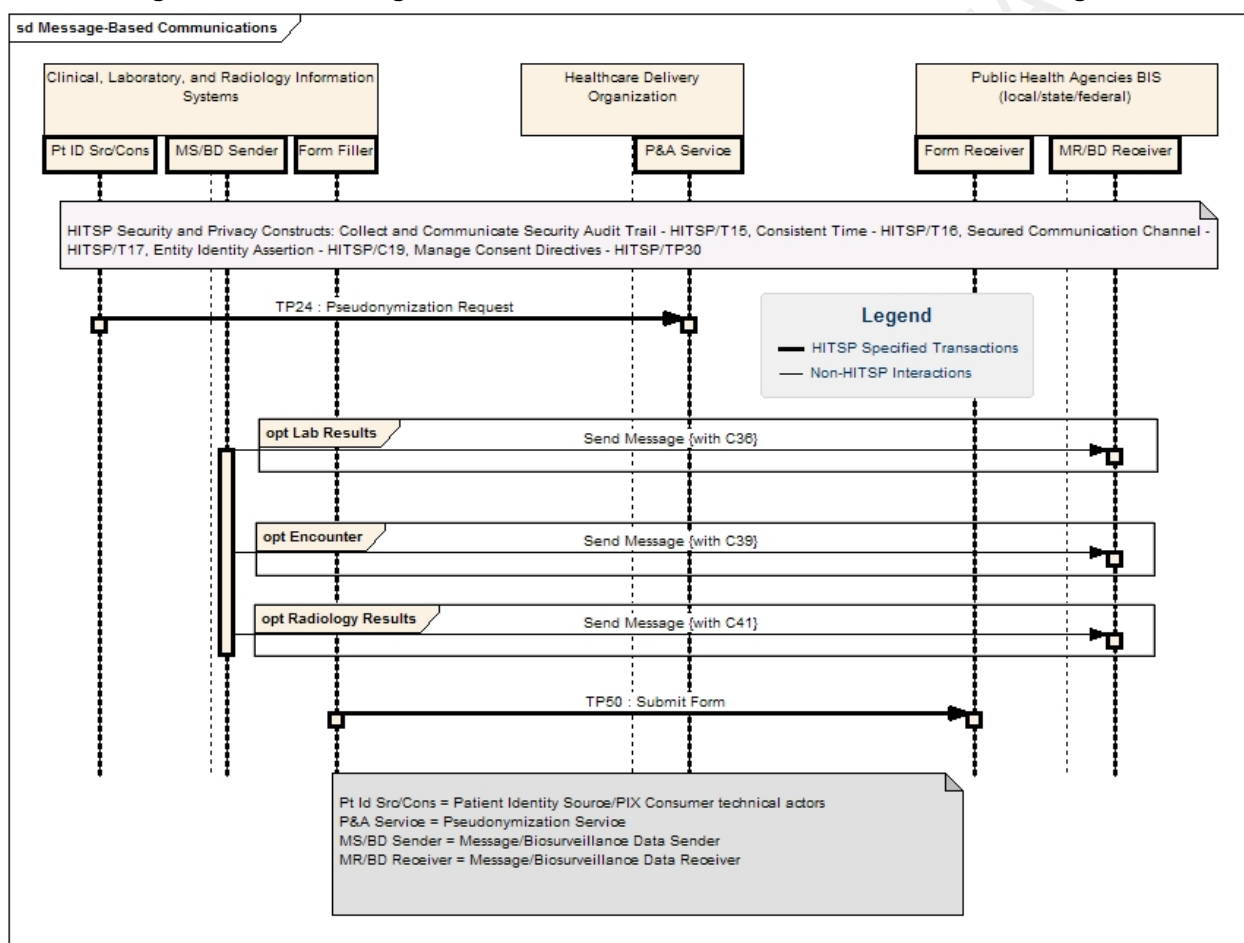 sd Message-Based Communications
Clinical, Laboratory, and Radiology Information
Systems
Healthcare Delivery
Organization
Public Health Agencies BIS
(local/state/federal)
Pt ID Src/Cons
MS/BD Sender
Form Filler
P&A Service
Form Receiver
MR/BD Receiver
HITSP Security and Privacy Constructs: Collect and Communicate Security Audit Trail - HITSP/T15, Consistent Time - HITSP/T16, Secured Communication Channel -
HITSP/T17, Entity Identity Assertion - HITSP/C19, Manage Consent Directives - HITSP/TP30
TP24 : Pseudonymization Request
Legend
HITSP Specified Transactions
Non-HITSP Interactions
opt Lab Results
Send Message {with C36}
opt Encounter
Send Message {with C39}
opt Radiology Results
Send Message {with C41}
TP50 : Submit Form
Pt Id Src/Cons = Patient Identity Source/PIX Consumer technical actors
P&A Service = Pseudonymization Service
MS/BD Sender = Message/Biosurveillance Data Sender
MR/BD Receiver = Message/Biosurveillance Data Receiver